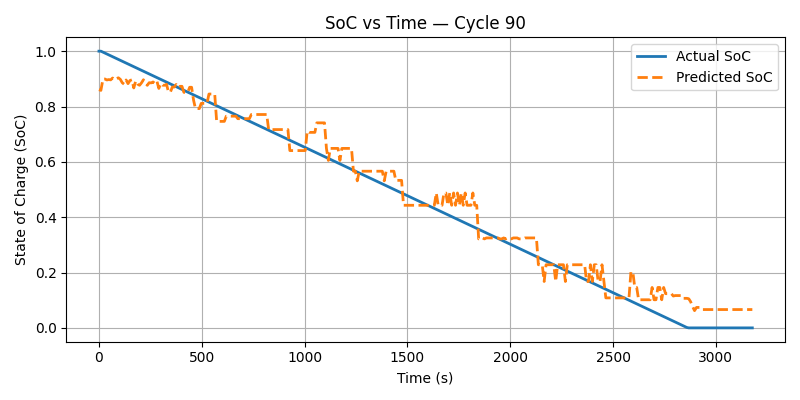 SoC vs Time — Cycle 90
Actual SoC
Predicted SoC
State of Charge (SoC)
1.0
0.8
0.6
0.4
0.2
0.0
0
500
1000
1500
2000
2500
3000
Time (s)